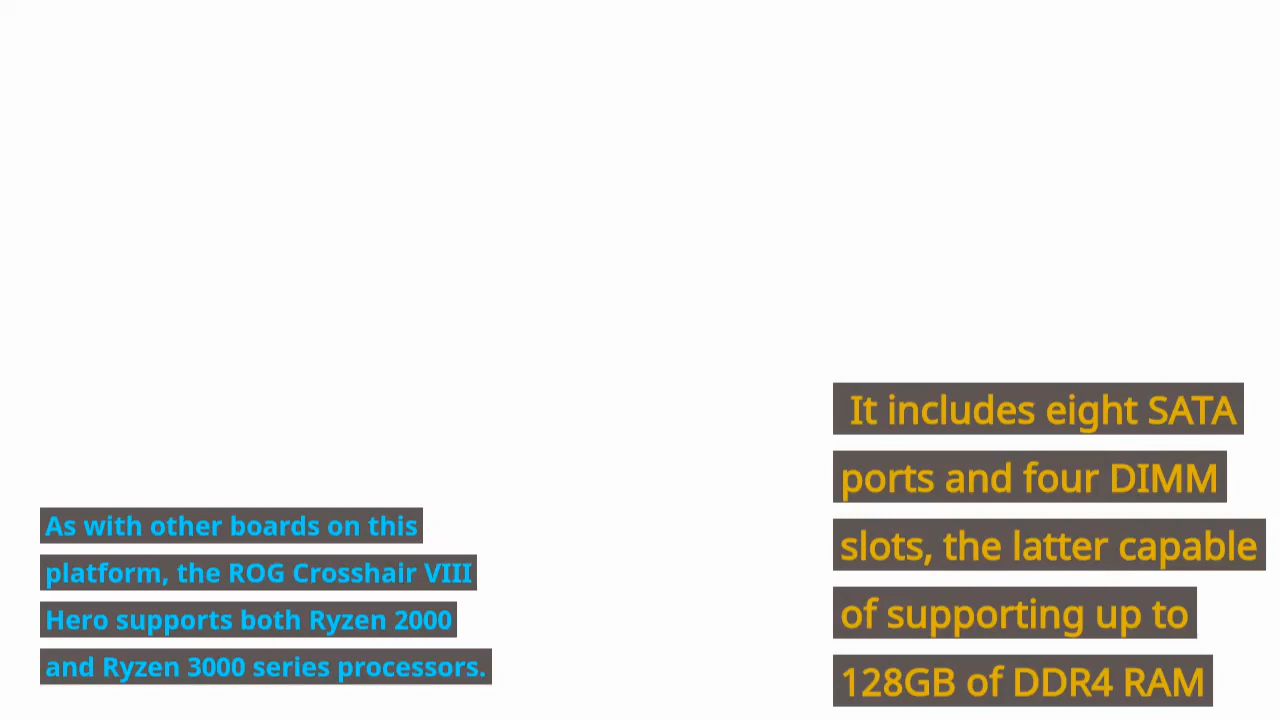 As with other boards on this
platform, the ROG Crosshair VIII
Hero supports both Ryzen 2000
and Ryzen 3000 series processors.
It includes eight SATA
ports and four DIMM
slots, the latter capable
of supporting up to
128GB of DDR4 RAM